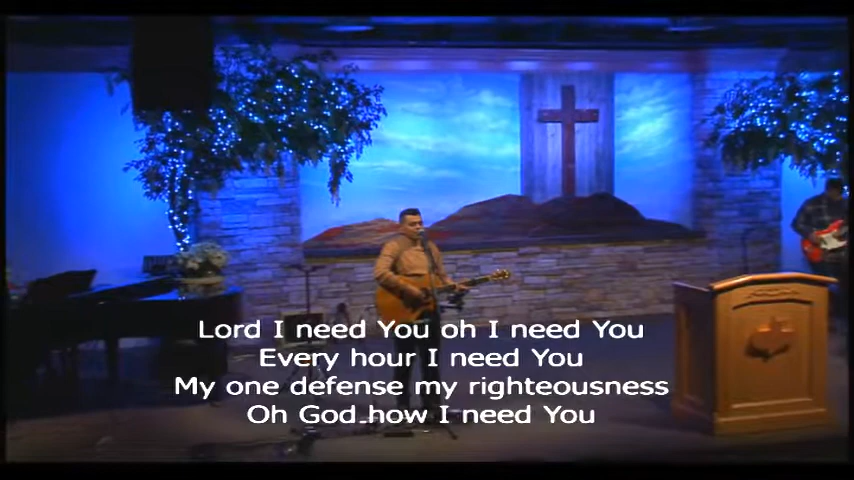 Lord I need You oh I need You
Every hour I need You
My one defense my righteousness
Oh God how I need You